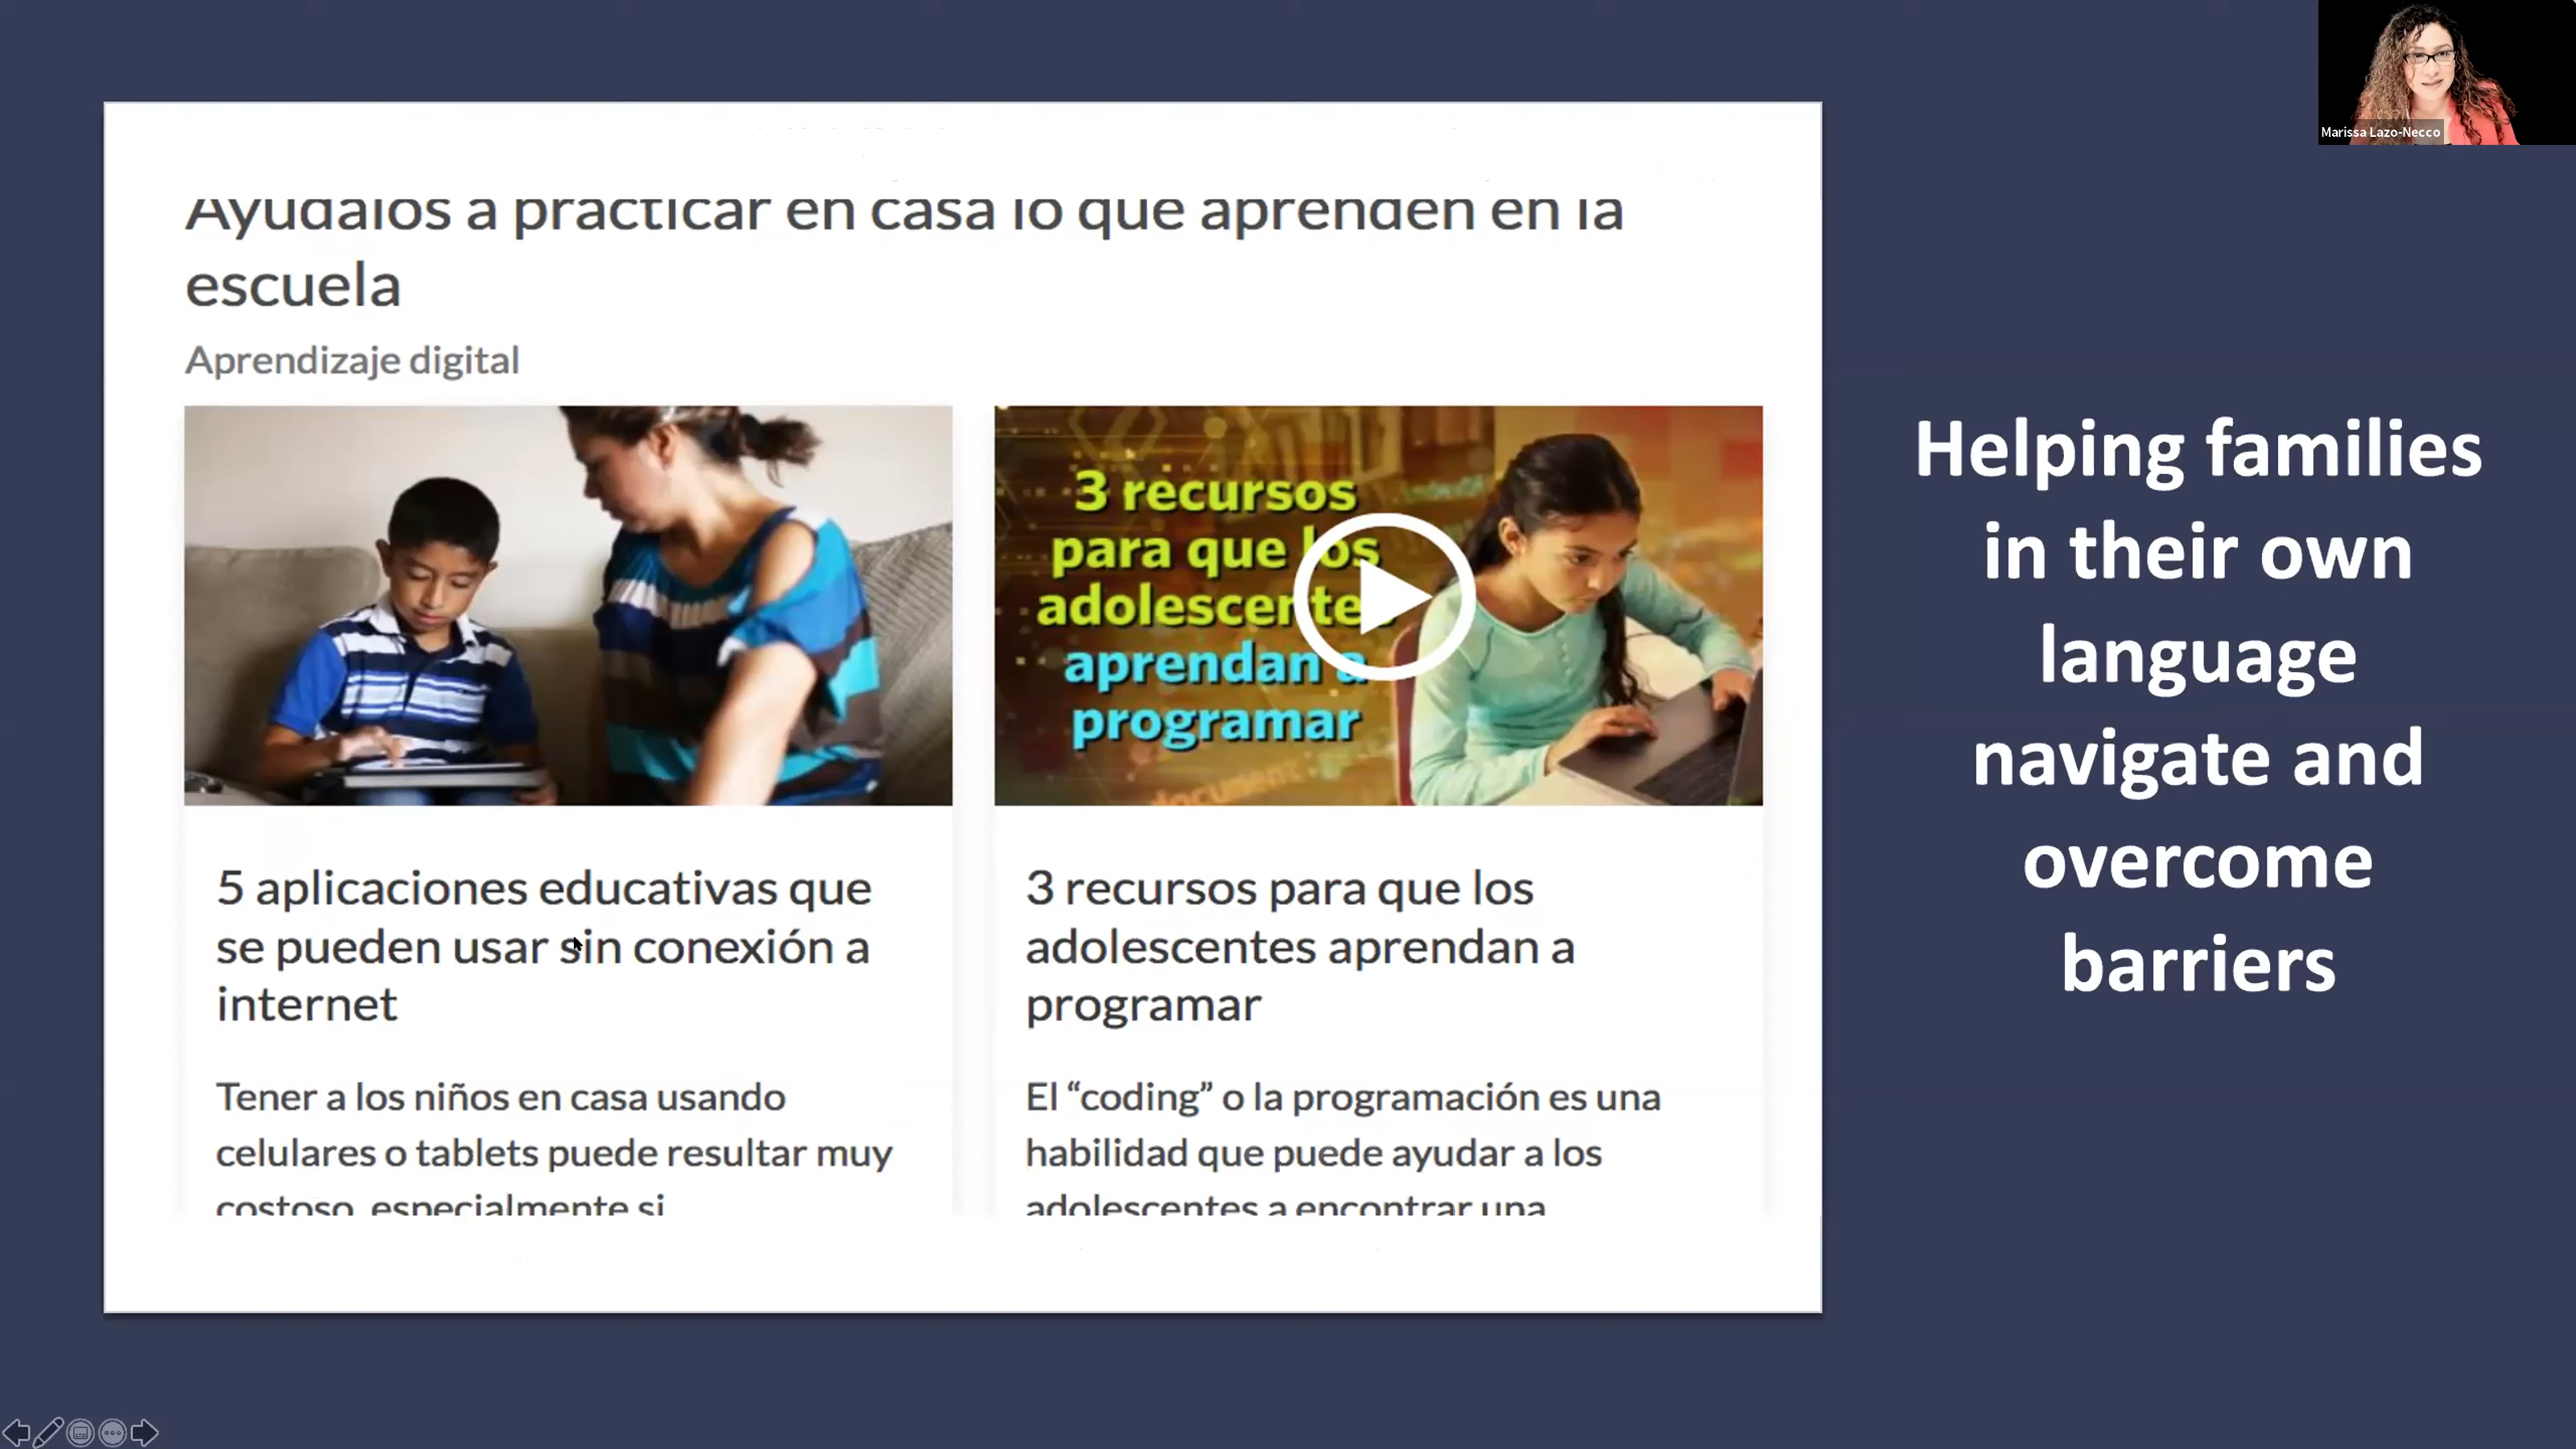 Marissa Lazo-Necco
Ayúdalos a practicar en casa lo que aprenden en la
escuela
Aprendizaje digital
3 recursos
para que los
adolescentes
aprendan a
programar
5 aplicaciones educativas que
se pueden usar sin conexión a
internet
Tener a los niños en casa usando
celulares o tablets puede resultar muy
costoso, especialmente si
3 recursos para que los
adolescentes aprendan a
programar
El “coding” o la programación es una
habilidad que puede ayudar a los
adolescentes a encontrar una
Helping families
in their own
language
navigate and
overcome
barriers